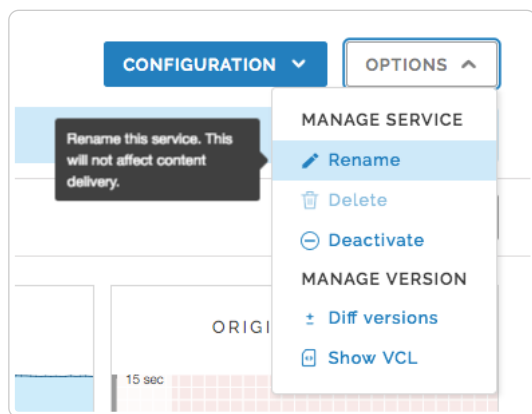 CONFIGURATION
OPTIONS
MANAGE SERVICE
Rename this service. This
will not affect content
delivery.
Rename
Delete
Deactivate
MANAGE VERSION
Diff versions
Show VCL
ORIGI
15 sec